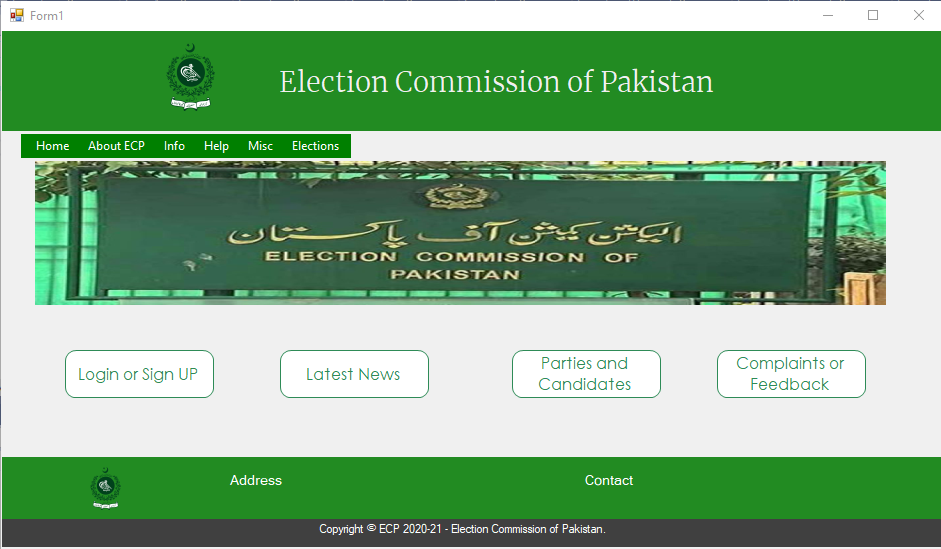 Form1
Election Commission of Pakistan
Home About ECP Info Help Misc Elections
الیکشن کمیشن آف پاکستان
ELECTION COMMISSION OF
PAKISTAN
Login or Sign UP
Latest News
Parties and
Candidates
Complaints or
Feedback
Address
Contact
Copyright © ECP 2020-21 - Election Commission of Pakistan.